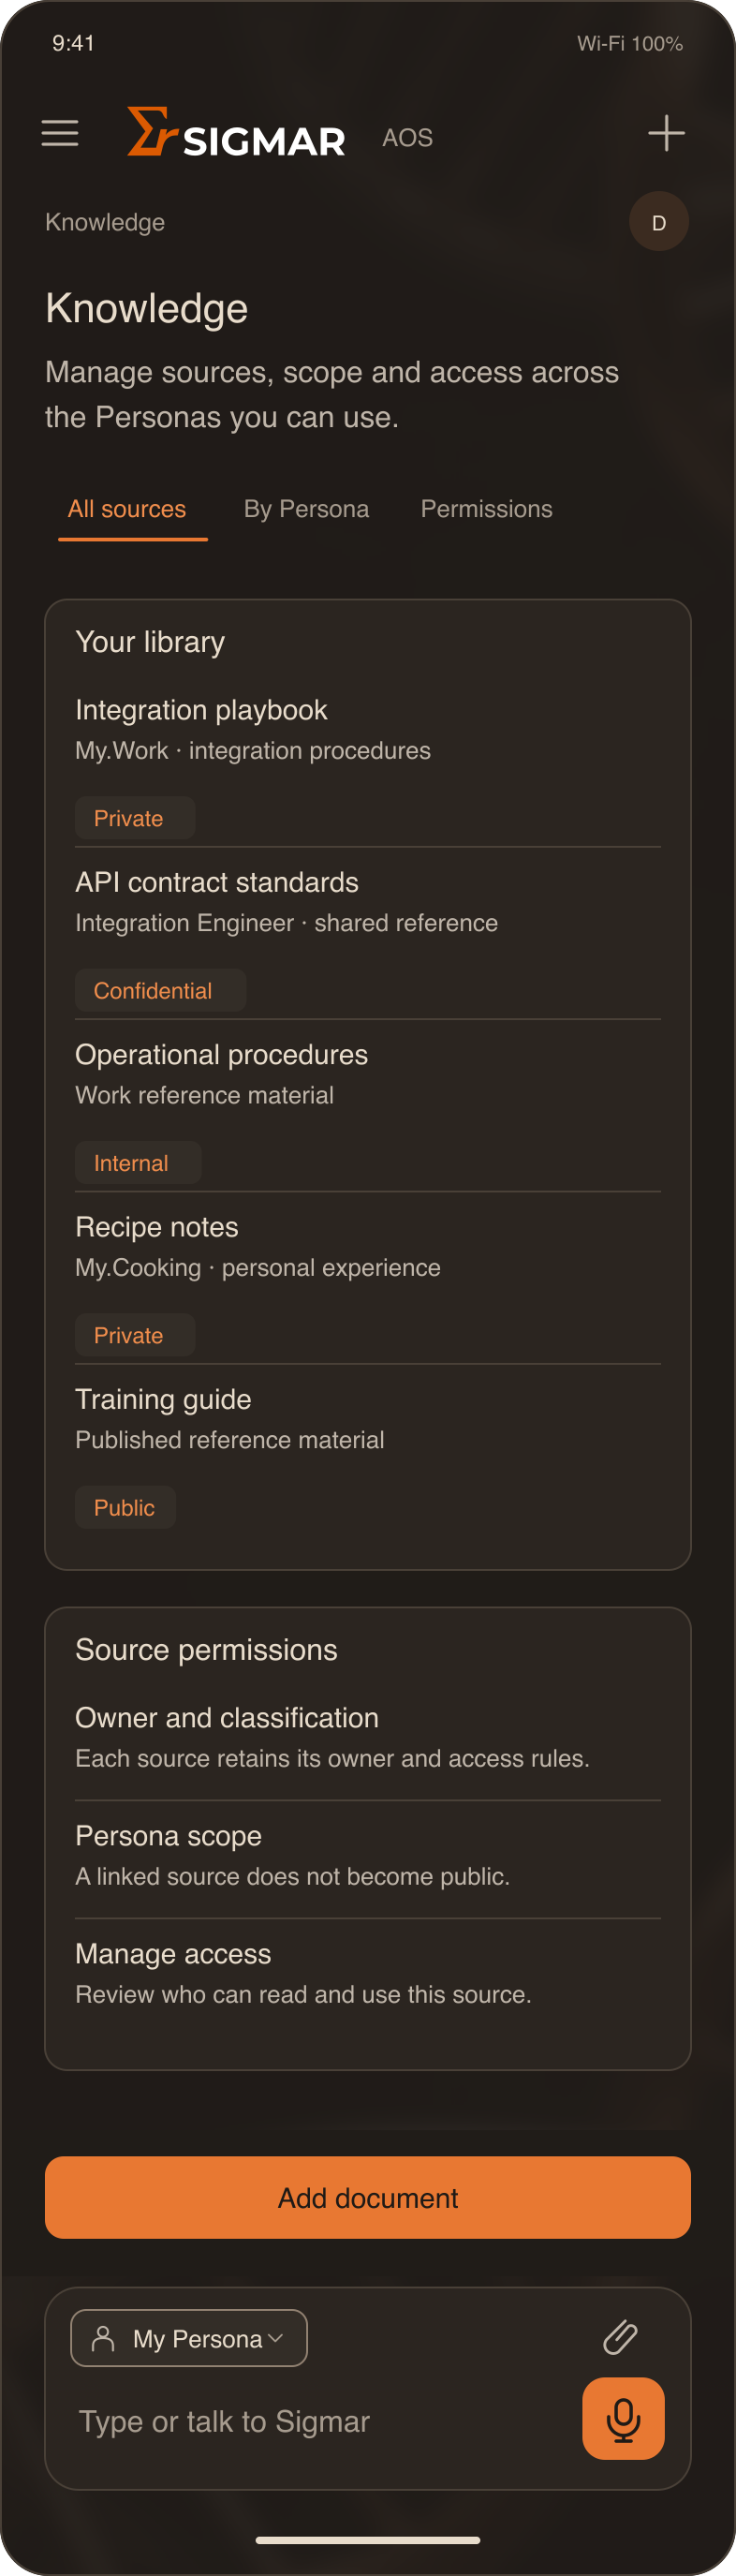 9:41
Wi-Fi 100%
Σr SIGMAR AOS
Knowledge
D
Knowledge
Manage sources, scope and access across
the Personas you can use.
All sources By Persona Permissions
Your library
Integration playbook
My.Work · integration procedures
Private
API contract standards
Integration Engineer · shared reference
Confidential
Operational procedures
Work reference material
Internal
Recipe notes
My.Cooking · personal experience
Private
Training guide
Published reference material
Public
Source permissions
Owner and classification
Each source retains its owner and access rules.
Persona scope
A linked source does not become public.
Manage access
Review who can read and use this source.
Add document
My Persona
Type or talk to Sigmar